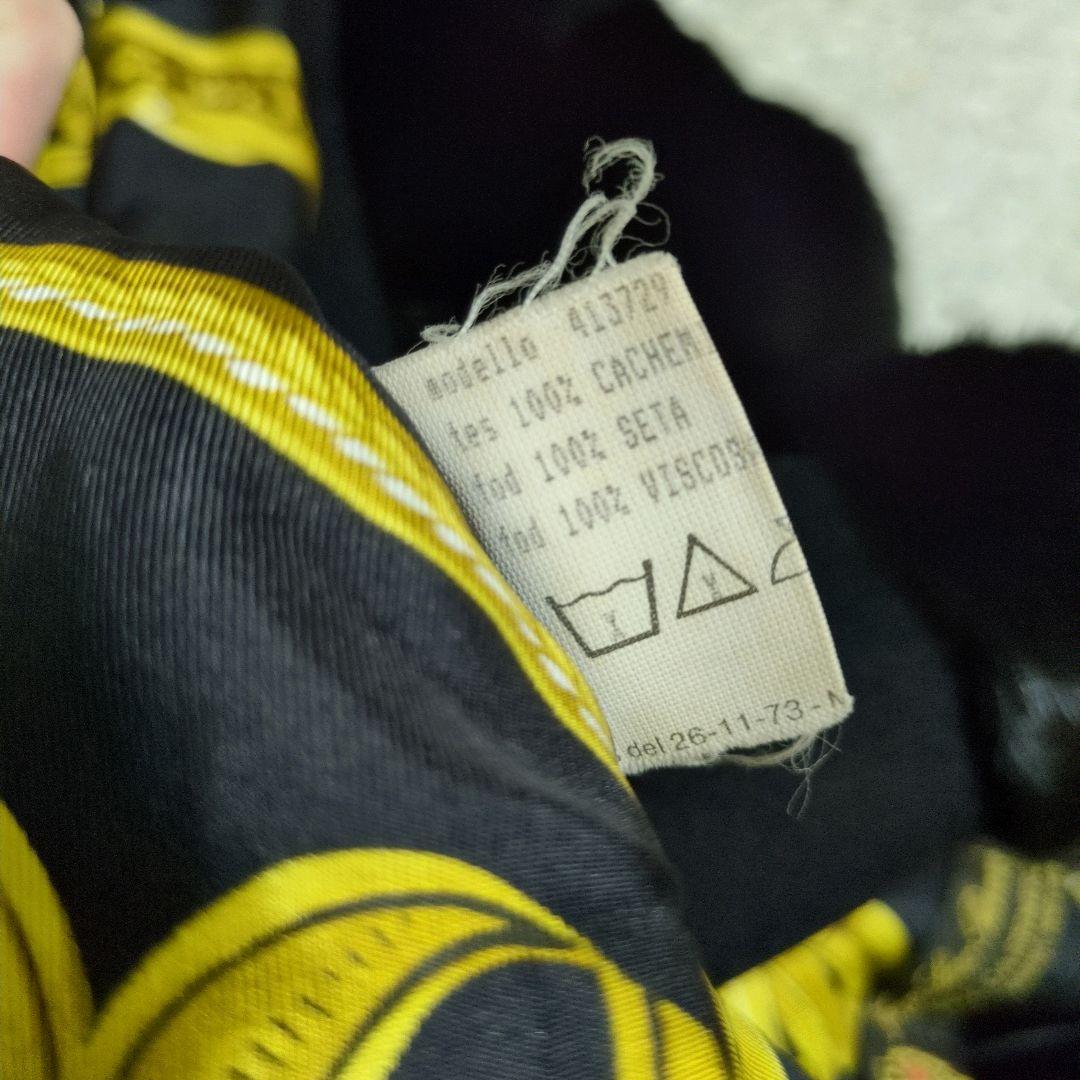 modello 413729
tes 100% CACHEM
fod 100% SETA
fod 100% VISCOS
X X
del 26-11-73 - N